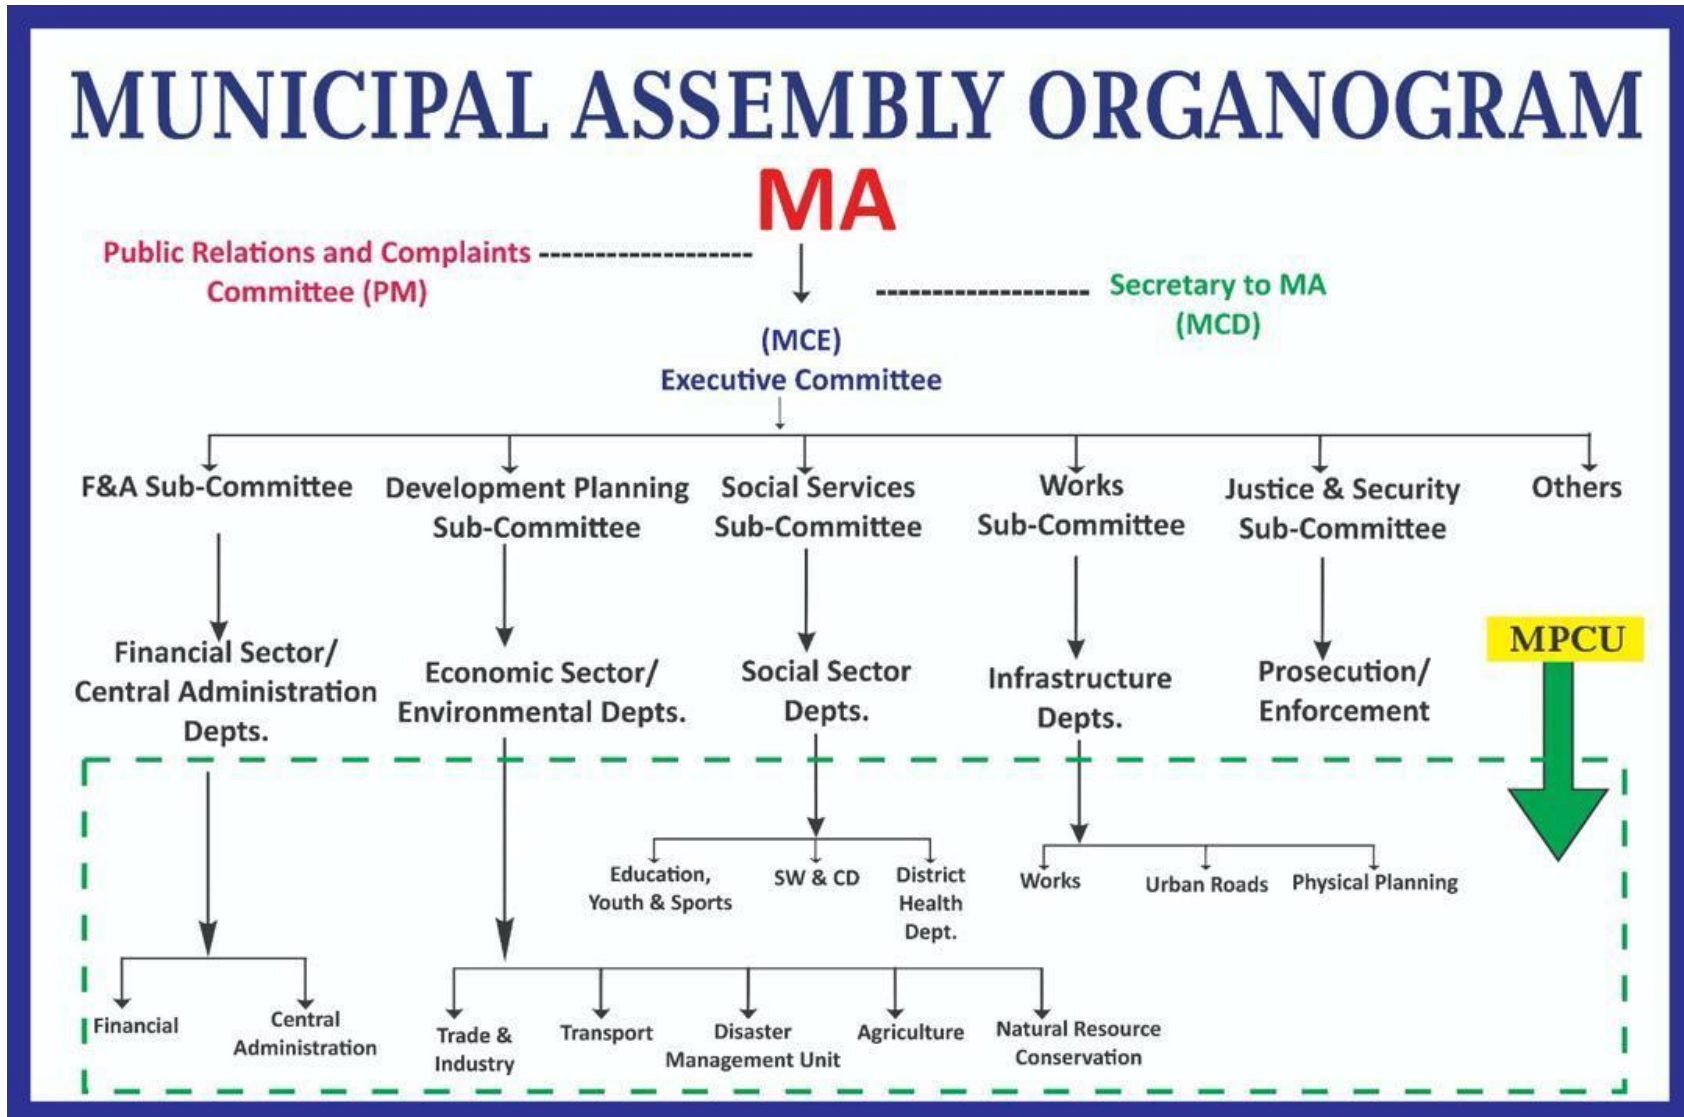 MUNICIPAL ASSEMBLY ORGANOGRAM
MA
Public Relations and Complaints
Committee (PM)
Secretary to MA
(MCD)
(MCE)
Executive Committee
F&A Sub-Committee
Development Planning
Sub-Committee
Social Services
Sub-Committee
Works
Sub-Committee
Justice & Security
Sub-Committee
Others
Financial Sector/
Central Administration
Depts.
Economic Sector/
Environmental Depts.
Social Sector
Depts.
Infrastructure
Depts.
Prosecution/
Enforcement
MPCU
Education,
Youth & Sports
SW & CD
District
Health
Dept.
Works
Urban Roads
Physical Planning
Financial
Central
Administration
Trade &
Industry
Transport
Disaster
Management Unit
Agriculture
Natural Resource
Conservation